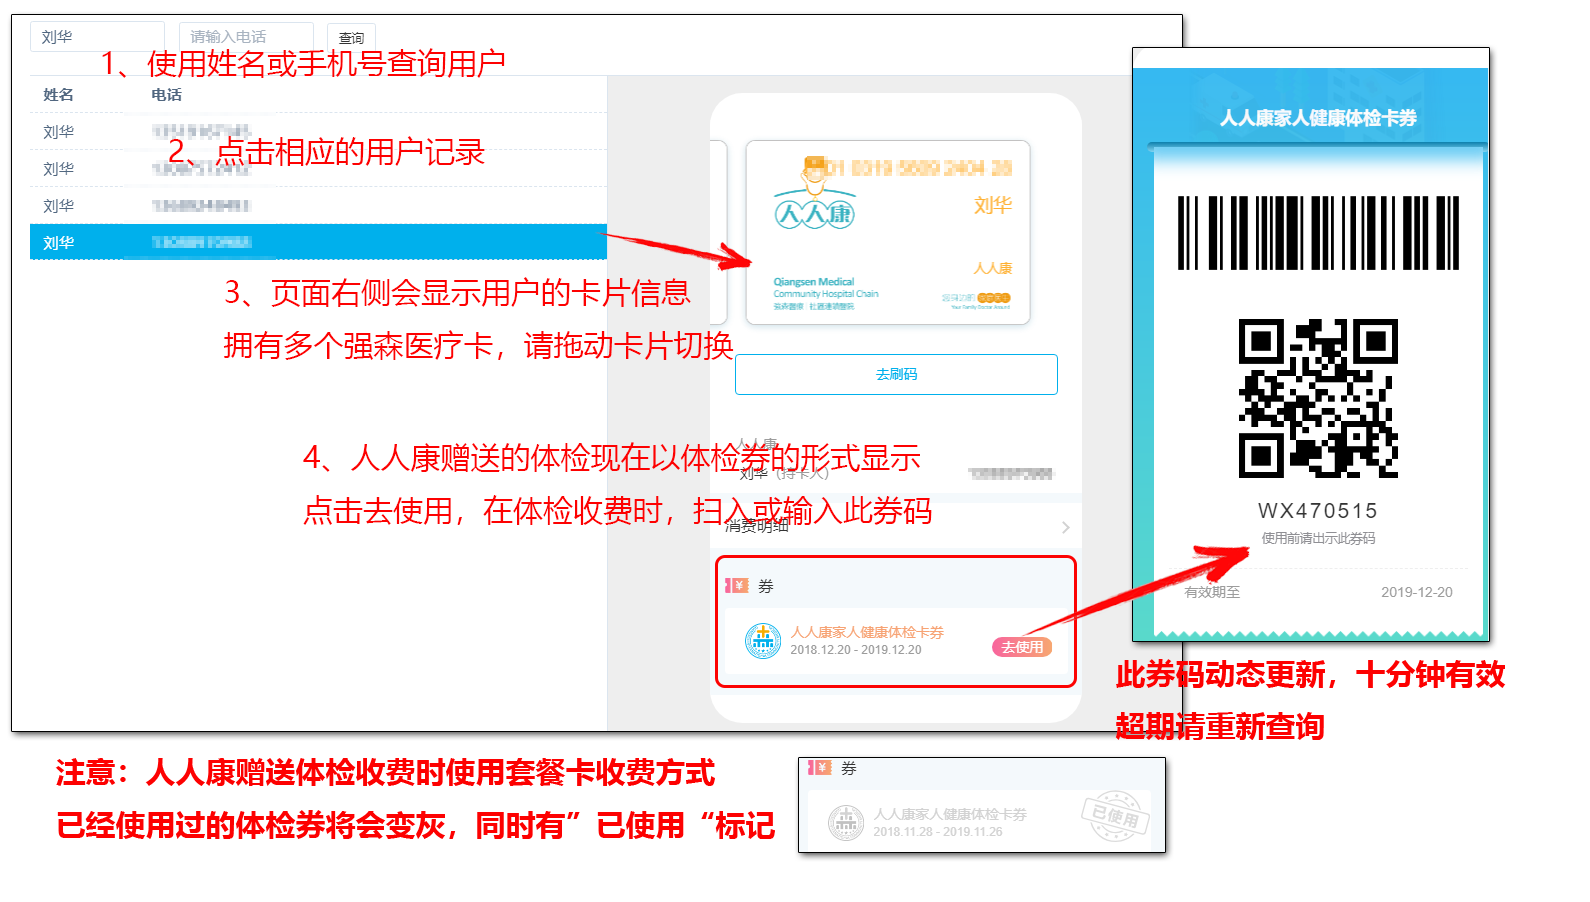 刘华 请输入电话 查询
1、使用姓名或手机号查询用户
姓名 电话
刘华
2、点击相应的用户记录
刘华
刘华
刘华
3、页面右侧会显示用户的卡片信息
拥有多个强森医疗卡，请拖动卡片切换
刘华
人人康
人人康
Qiangsen Medical
Community Hospital Chain
强森医疗·社区连锁医院
Your Family Doctor Around
去刷码
人人康
4、人人康赠送的体检现在以体检券的形式显示
刘华（持卡人）
点击去使用，在体检收费时，扫入或输入此券码
消费明细
券
人人康家人健康体检卡券
2018.12.20 - 2019.12.20
去使用
人人康家人健康体检卡券
WX470515
使用前请出示此券码
有效期至 2019-12-20
此券码动态更新，十分钟有效
超期请重新查询
注意：人人康赠送体检收费时使用套餐卡收费方式
已经使用过的体检券将会变灰，同时有”已使用“标记
券
人人康家人健康体检卡券
2018.11.28 - 2019.11.26
已使用